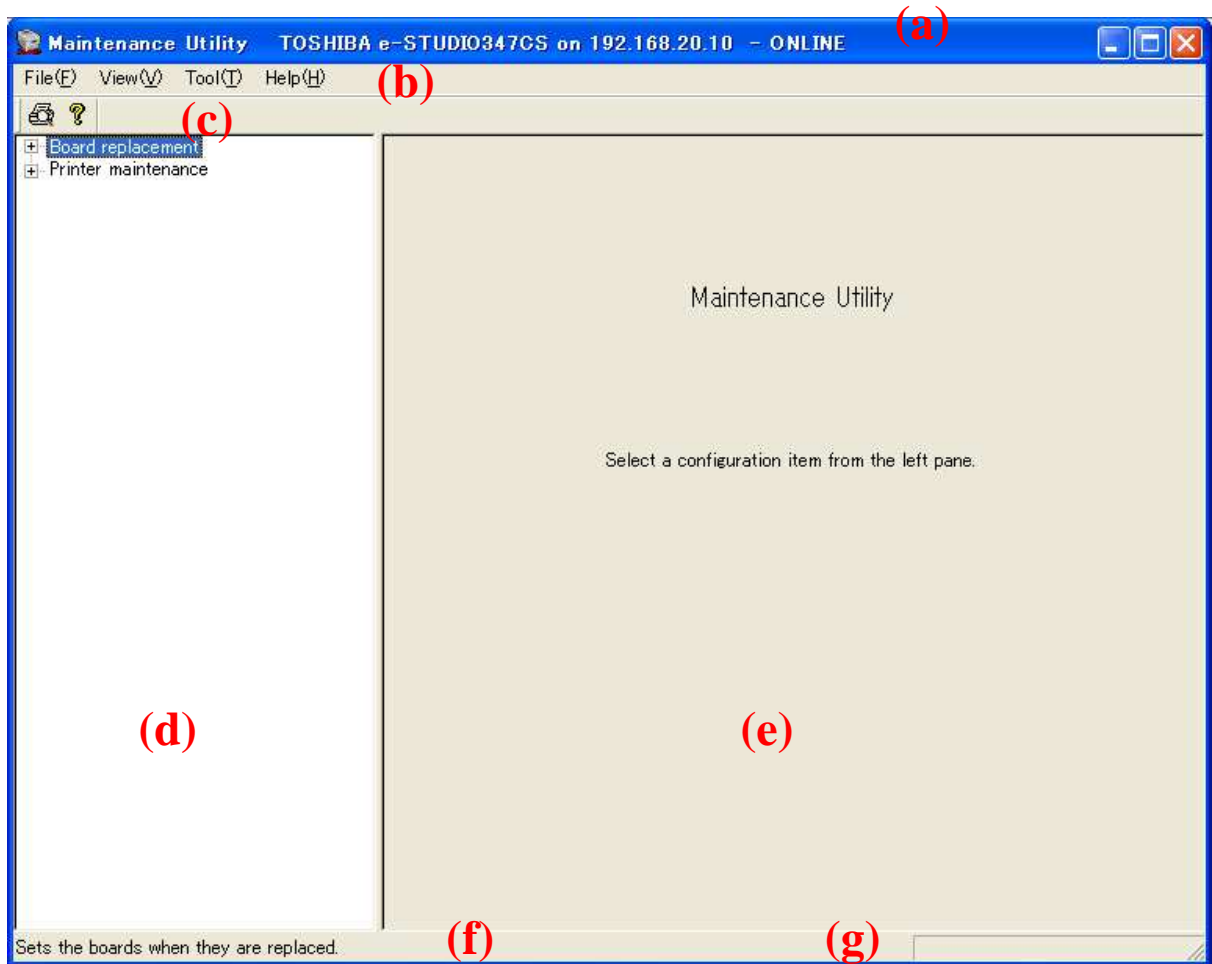 Maintenance Utility TOSHIBA e-STUDIO347CS on 192.168.20.10 - ONLINE (a)
File(F) View(V) Tool(T) Help(H) (b)
(c)
Board replacement
Printer maintenance
Maintenance Utility
Select a configuration item from the left pane.
(d) (e)
Sets the boards when they are replaced. (f) (g)